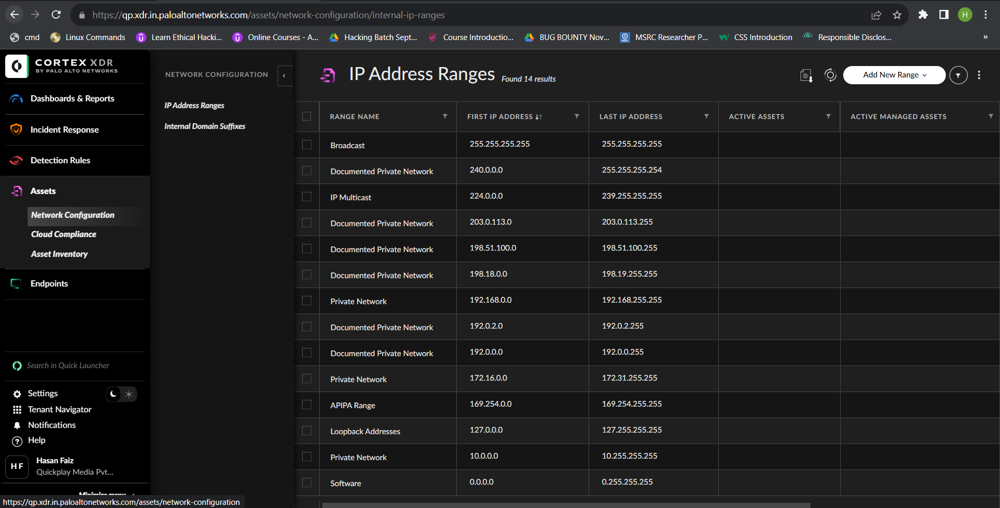 https://qp.xdr.in.paloaltonetworks.com/assets/network-configuration/internal-ip-ranges
H
cmd
Linux Commands
Learn Ethical Hacki...
Online Courses - A...
Hacking Batch Sept...
Course Introductio...
BUG BOUNTY Nov...
MSRC Researcher P...
CSS Introduction
Responsible Disclos...
»
CORTEX XDR
BY PALO ALTO NETWORKS
Dashboards & Reports
Incident Response
Detection Rules
Assets
Network Configuration
Cloud Compliance
Asset Inventory
Endpoints
Search in Quick Launcher
Settings
Tenant Navigator
Notifications
Help
HF
Hasan Faiz
Quickplay Media Pvt...
Minimize menu
https://qp.xdr.in.paloaltonetworks.com/assets/network-configuration
NETWORK CONFIGURATION
IP Address Ranges
Internal Domain Suffixes
IP Address Ranges Found 14 results
Add New Range
RANGE NAME FIRST IP ADDRESS LAST IP ADDRESS ACTIVE ASSETS ACTIVE MANAGED ASSETS
Broadcast 255.255.255.255 255.255.255.255
Documented Private Network 240.0.0.0 255.255.255.254
IP Multicast 224.0.0.0 239.255.255.255
Documented Private Network 203.0.113.0 203.0.113.255
Documented Private Network 198.51.100.0 198.51.100.255
Documented Private Network 198.18.0.0 198.19.255.255
Private Network 192.168.0.0 192.168.255.255
Documented Private Network 192.0.2.0 192.0.2.255
Documented Private Network 192.0.0.0 192.0.0.255
Private Network 172.16.0.0 172.31.255.255
APIPA Range 169.254.0.0 169.254.255.255
Loopback Addresses 127.0.0.0 127.255.255.255
Private Network 10.0.0.0 10.255.255.255
Software 0.0.0.0 0.255.255.255